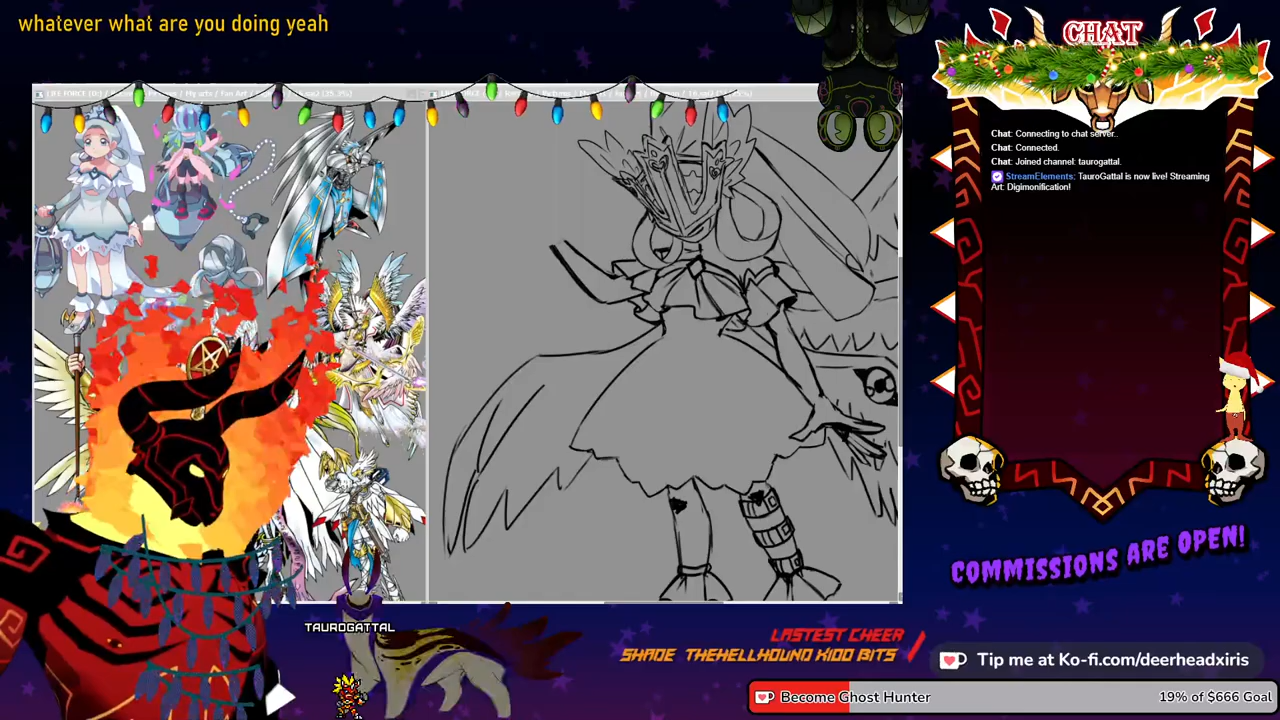 whatever what are you doing yeah
CHAT
Chat: Connecting to chat server..
Chat: Connected.
Chat: Joined channel: taurogattal.
StreamElements: TauroGattal is now live! Streaming
Art: Digimonification!
COMMISSIONS ARE OPEN!
TAUROGATTAL
LASTEST CHEER
SHADE_THEHELLHOUND X100 BITS
Tip me at Ko-fi.com/deerheadxiris
Become Ghost Hunter
19% of $666 Goal